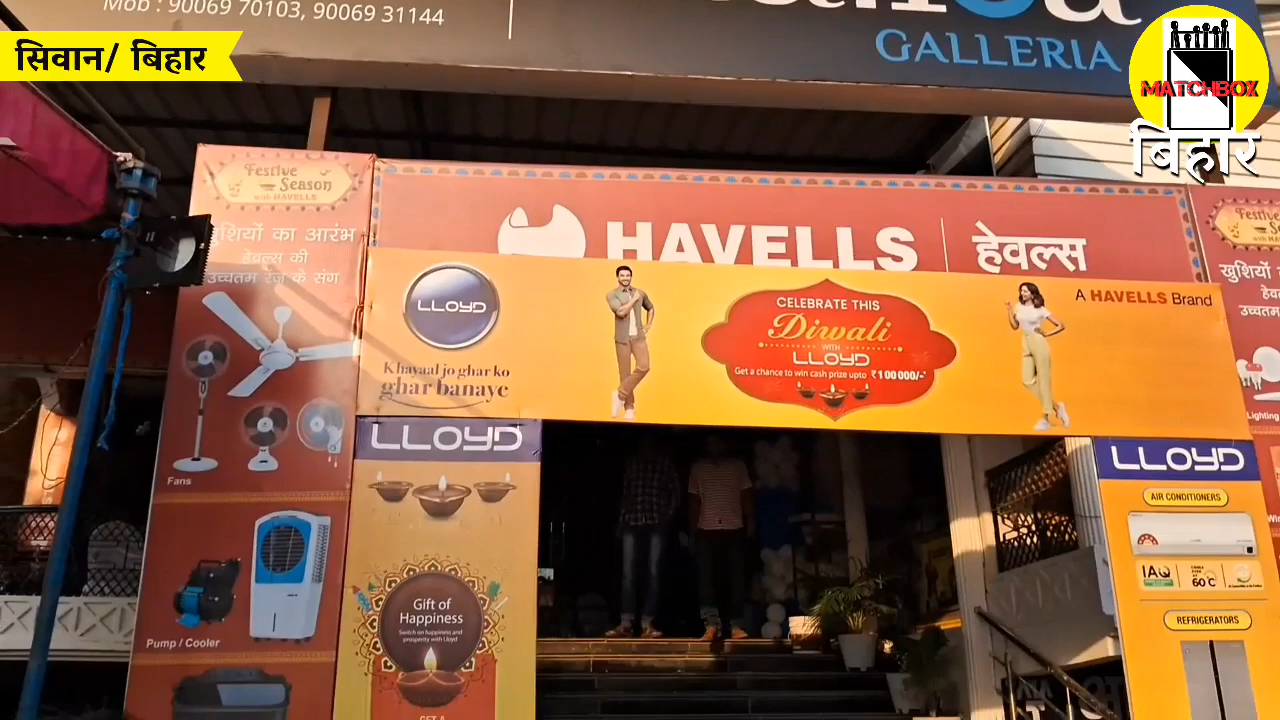 Mob : 90069 70103, 90069 31144
GALLERIA
सिवान/ बिहार
MATCHBOX
बिहार
Festive
Season
with HAVELLS
खुशियों का आरंभ
हेवल्स की
उच्चतम रेंज के संग
Fans
Pump / Cooler
HAVELLS
हेवल्स
LLOYD
Khayaal jo ghar ko
ghar banaye
CELEBRATE THIS
Diwali
WITH
LLOYD
Get a chance to win cash prize upto ₹100000/-*
A HAVELLS Brand
LLOYD
Gift of
Happiness
Switch on happiness and
prosperity with Lloyd
GET A
LLOYD
AIR CONDITIONERS
IAQ
60°C
REFRIGERATORS
Festive
खुशियों
Lighting